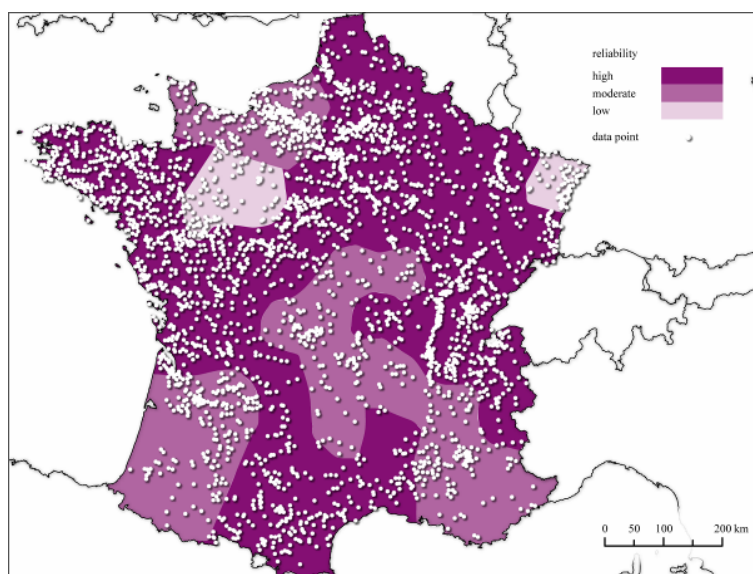 reliability
high
moderate
low
data point
0 50 100 200 km